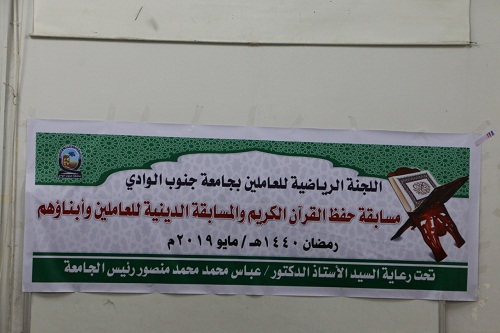 اللجنة الرياضية للعاملين بجامعة جنوب الوادي
مسابقة حفظ القرآن الكريم والمسابقة الدينية للعاملين وأبناؤهم
رمضان ١٤٤٠هـ / مايو ٢٠١٩م
تحت رعاية السيد الأستاذ الدكتور / عباس محمد محمد منصور رئيس الجامعة